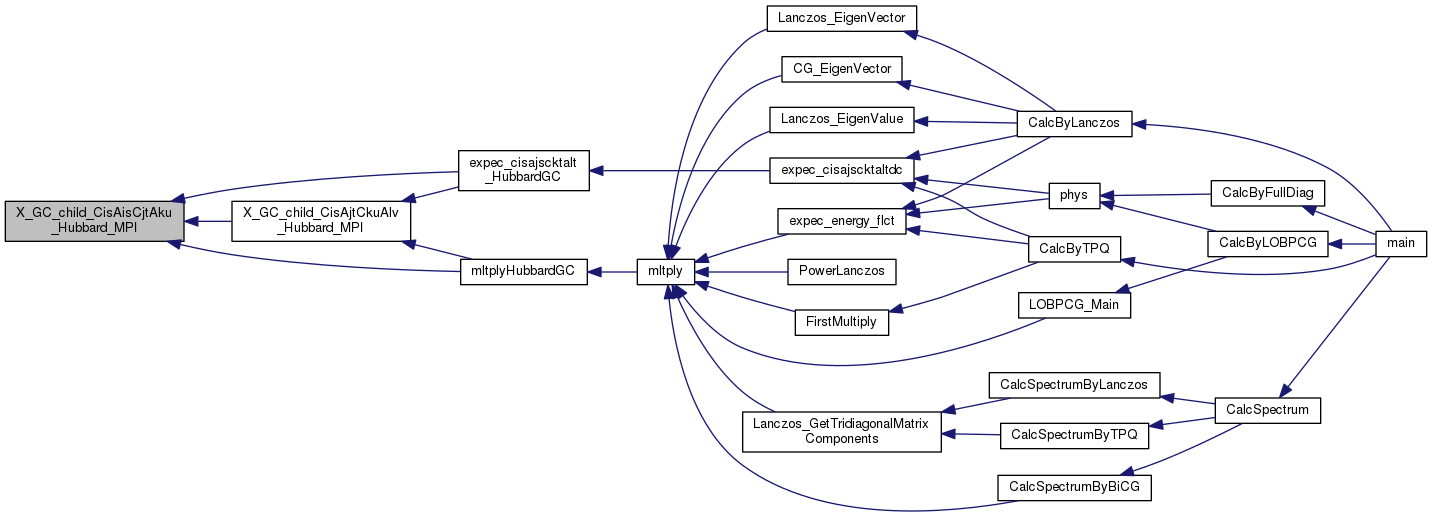 X_GC_child_CisAisCjtAku
_Hubbard_MPI
expec_cisajscktalt
_HubbardGC
X_GC_child_CisAjtCkuAlv
_Hubbard_MPI
mltplyHubbardGC
mltply
Lanczos_EigenVector
CG_EigenVector
Lanczos_EigenValue
expec_cisajscktaltdc
expec_energy_flct
PowerLanczos
FirstMultiply
Lanczos_GetTridiagonalMatrix
Components
CalcByLanczos
phys
CalcByTPQ
LOBPCG_Main
CalcSpectrumByLanczos
CalcSpectrumByTPQ
CalcSpectrumByBiCG
CalcByFullDiag
CalcByLOBPCG
CalcSpectrum
main